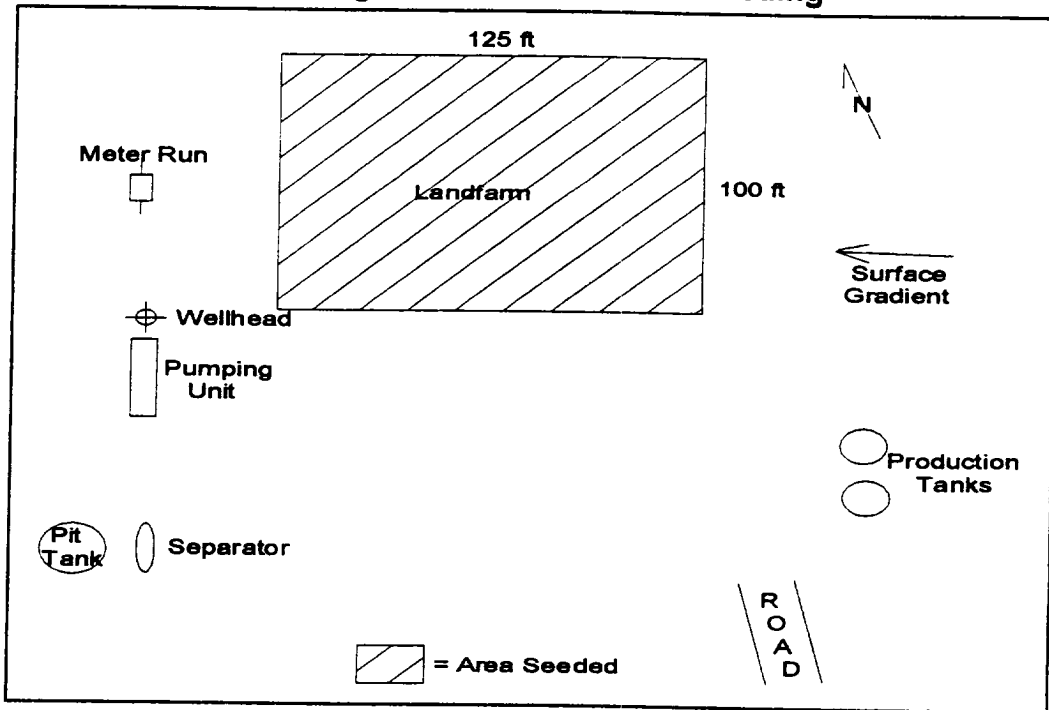 125 ft
N
Meter Run
Landfarm
100 ft
Surface
Gradient
Wellhead
Pumping
Unit
Production
Tanks
Pit
Tank
Separator
ROAD
= Area Seeded